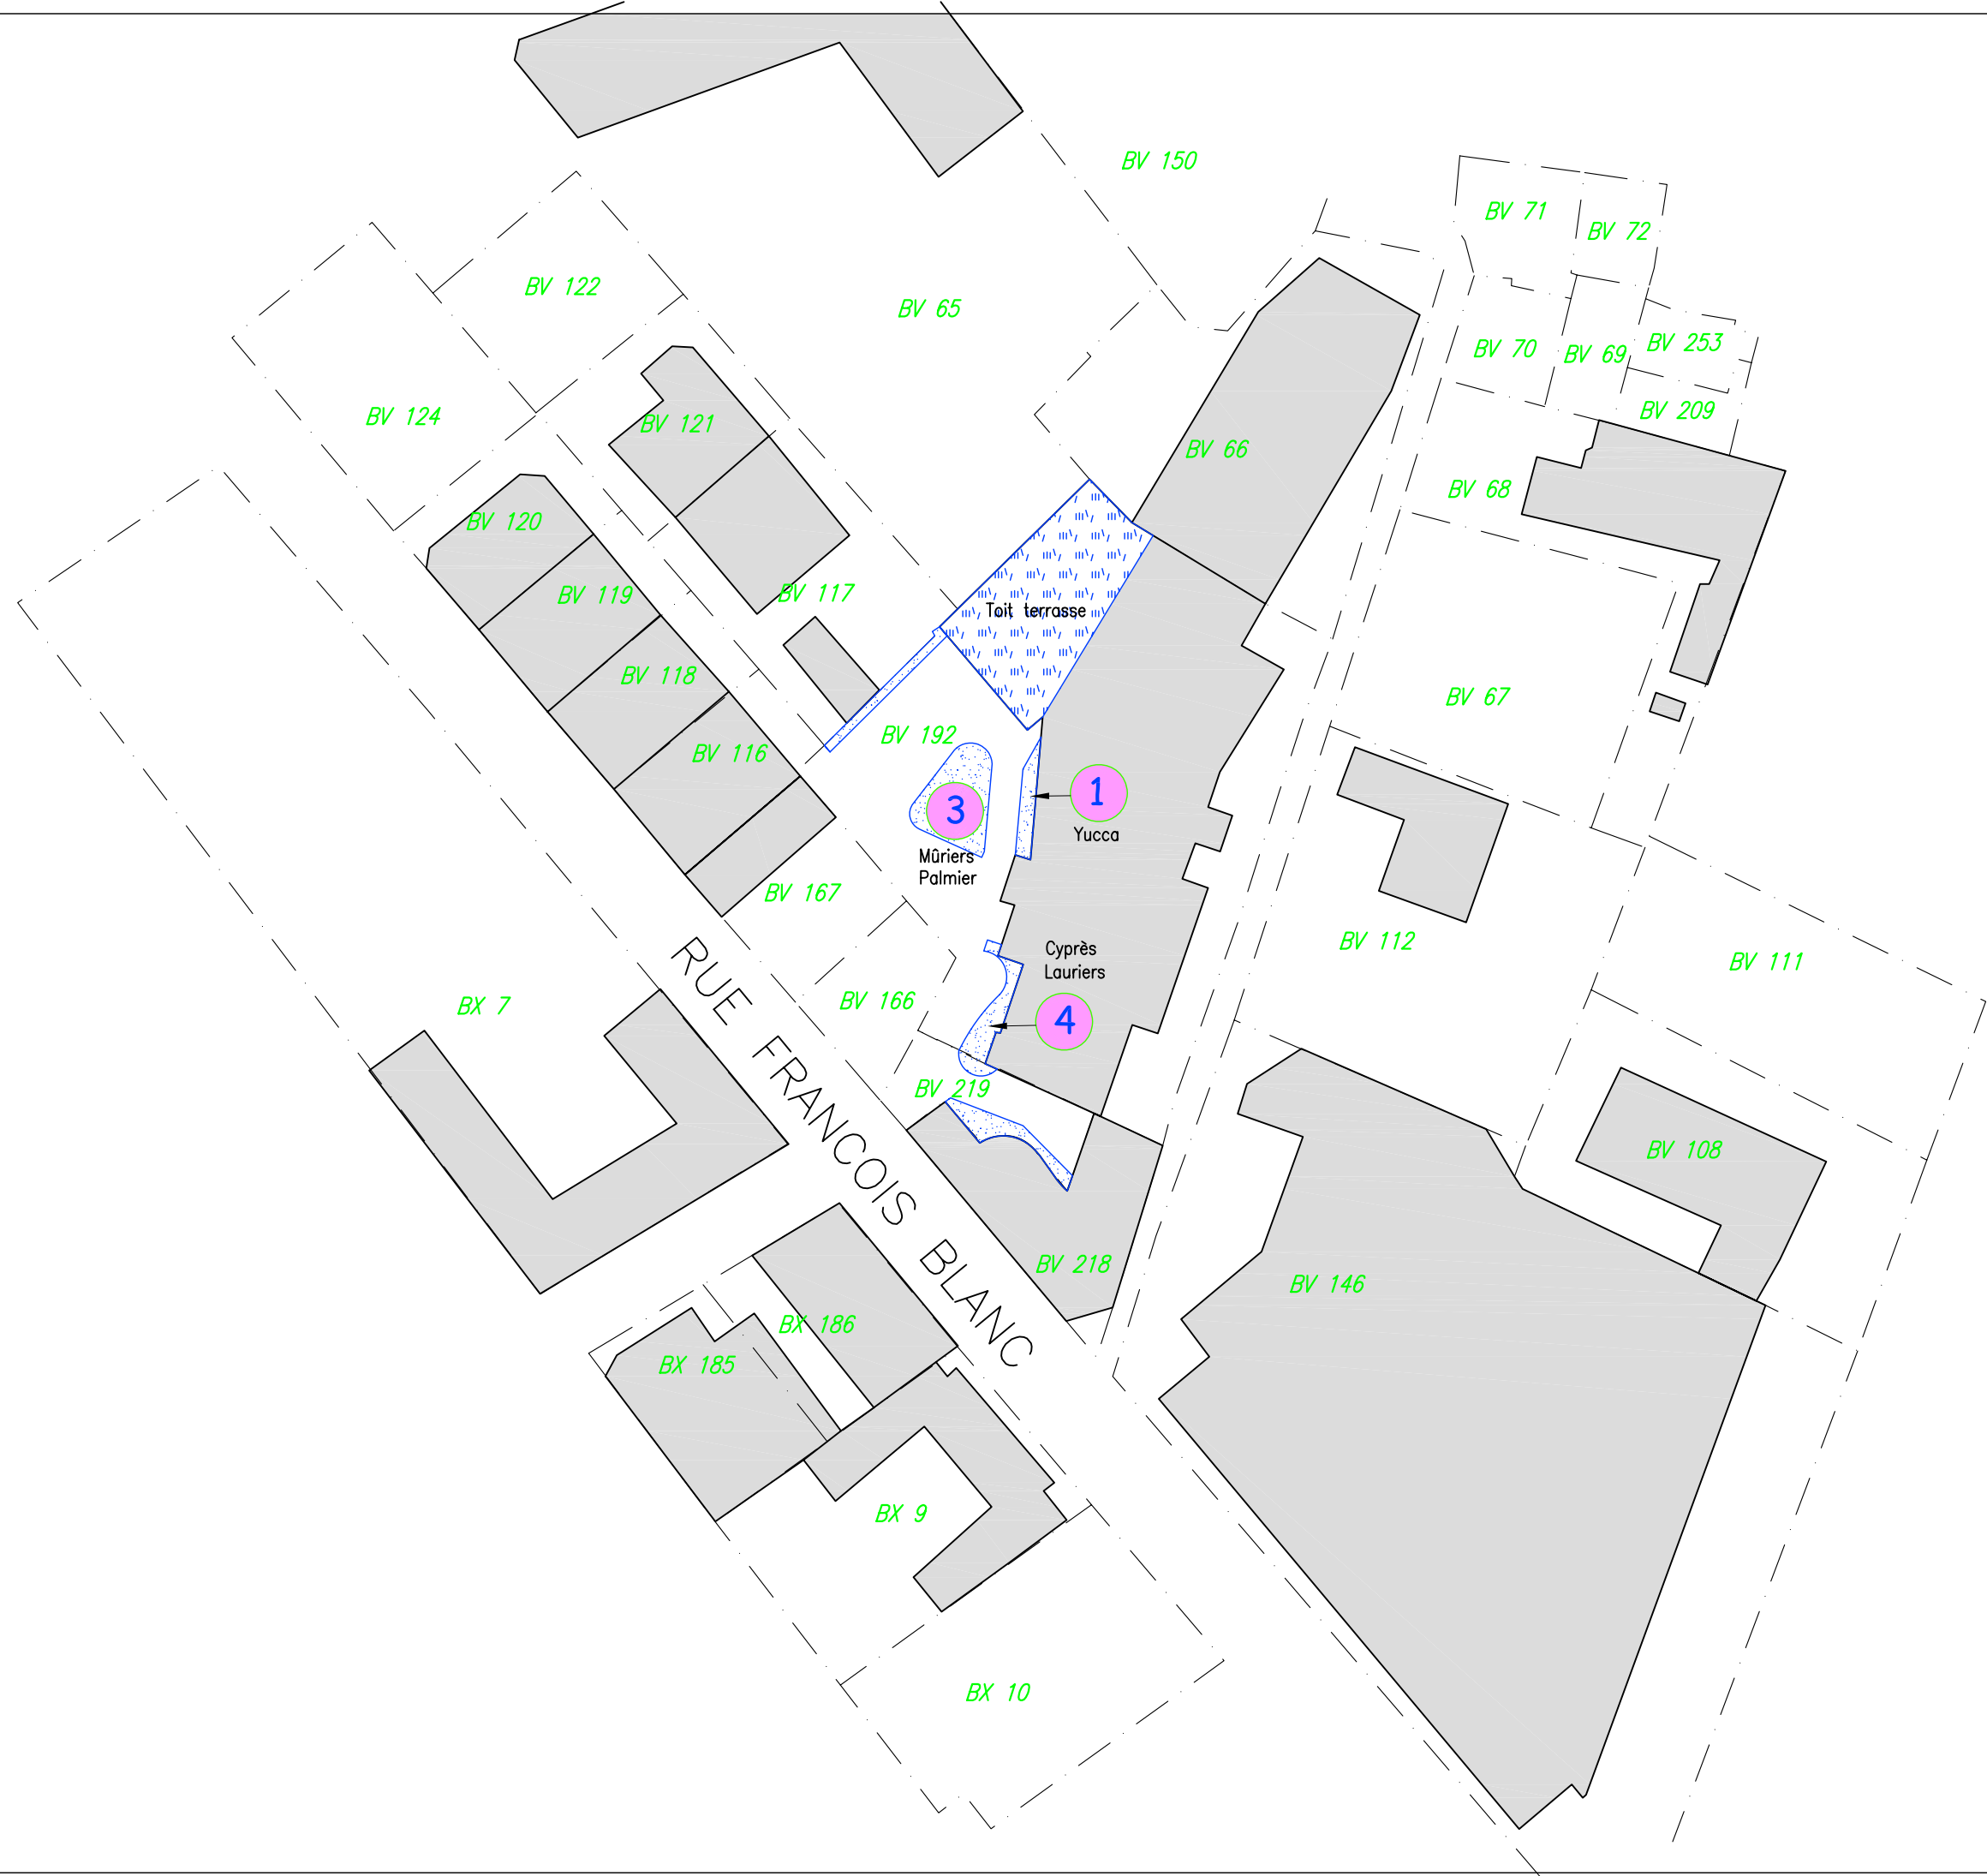 BV 150
BV 71
BV 72
BV 122
BV 65
BV 70
BV 69
BV 253
BV 124
BV 121
BV 209
BV 66
BV 68
BV 120
BV 119
BV 117
Toit terrasse
BV 118
BV 67
BV 192
BV 116
1
3
Yucca
Mûriers
Palmier
BV 167
Cyprès
Lauriers
BV 112
BV 111
BX 7
BV 166
4
RUE FRANCOIS BLANC
BV 219
BV 108
BV 218
BV 146
BX 186
BX 185
BX 9
BX 10